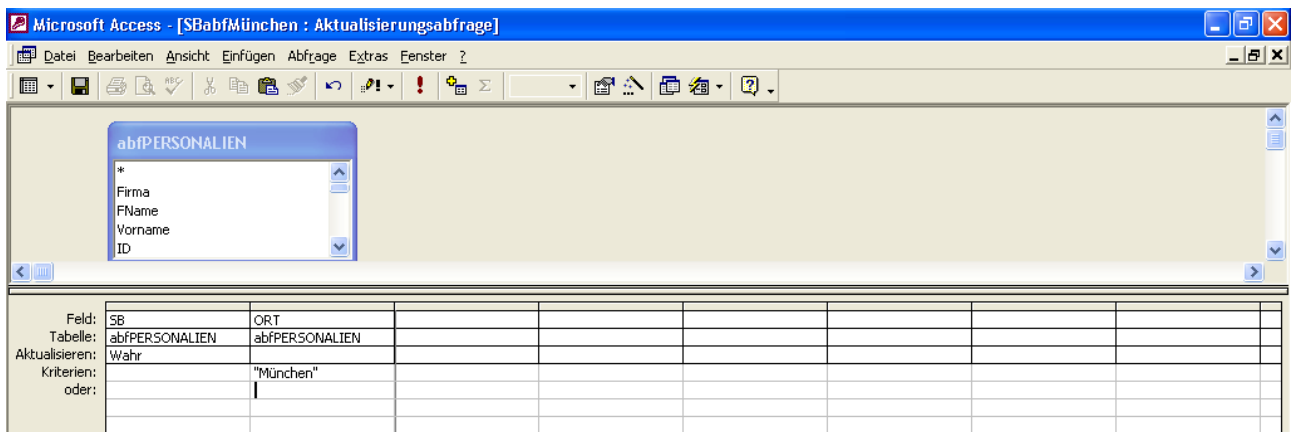 Microsoft Access - [SBabfMünchen : Aktualisierungsabfrage]
Datei Bearbeiten Ansicht Einfügen Abfrage Extras Fenster ?
abfPERSONALIEN
*
Firma
FName
Vorname
ID
Feld: SB ORT
Tabelle: abfPERSONALIEN abfPERSONALIEN
Aktualisieren: Wahr
Kriterien: "München"
oder: